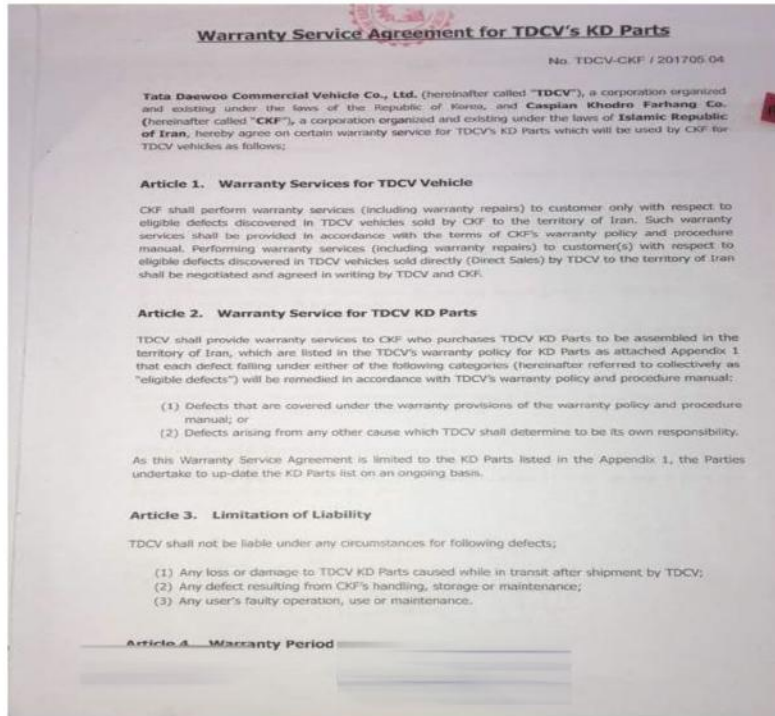 Warranty Service Agreement for TDCV's KD Parts
No. TDCV-CKF / 201705.04
Tata Daewoo Commercial Vehicle Co., Ltd. (hereinafter called "TDCV"), a corporation organized
and existing under the laws of the Republic of Korea, and Caspian Khodro Farhang Co.
(hereinafter called "CKF"), a corporation organized and existing under the laws of Islamic Republic
of Iran, hereby agree on certain warranty service for TDCV's KD Parts which will be used by CKF for
TDCV vehicles as follows;
Article 1. Warranty Services for TDCV Vehicle
CKF shall perform warranty services (including warranty repairs) to customer only with respect to
eligible defects discovered in TDCV vehicles sold by CKF to the territory of Iran. Such warranty
services shall be provided in accordance with the terms of CKF's warranty policy and procedure
manual. Performing warranty services (including warranty repairs) to customer(s) with respect to
eligible defects discovered in TDCV vehicles sold directly (Direct Sales) by TDCV to the territory of Iran
shall be negotiated and agreed in writing by TDCV and CKF.
Article 2. Warranty Service for TDCV KD Parts
TDCV shall provide warranty services to CKF who purchases TDCV KD Parts to be assembled in the
territory of Iran, which are listed in the TDCV's warranty policy for KD Parts as attached Appendix 1
that each defect falling under either of the following categories (hereinafter referred to collectively as
"eligible defects") will be remedied in accordance with TDCV's warranty policy and procedure manual:
(1) Defects that are covered under the warranty provisions of the warranty policy and procedure
manual; or
(2) Defects arising from any other cause which TDCV shall determine to be its own responsibility.
As this Warranty Service Agreement is limited to the KD Parts listed in the Appendix 1, the Parties
undertake to up-date the KD Parts list on an ongoing basis.
Article 3. Limitation of Liability
TDCV shall not be liable under any circumstances for following defects;
(1) Any loss or damage to TDCV KD Parts caused while in transit after shipment by TDCV;
(2) Any defect resulting from CKF's handling, storage or maintenance;
(3) Any user's faulty operation, use or maintenance.
Article 4. Warranty Period